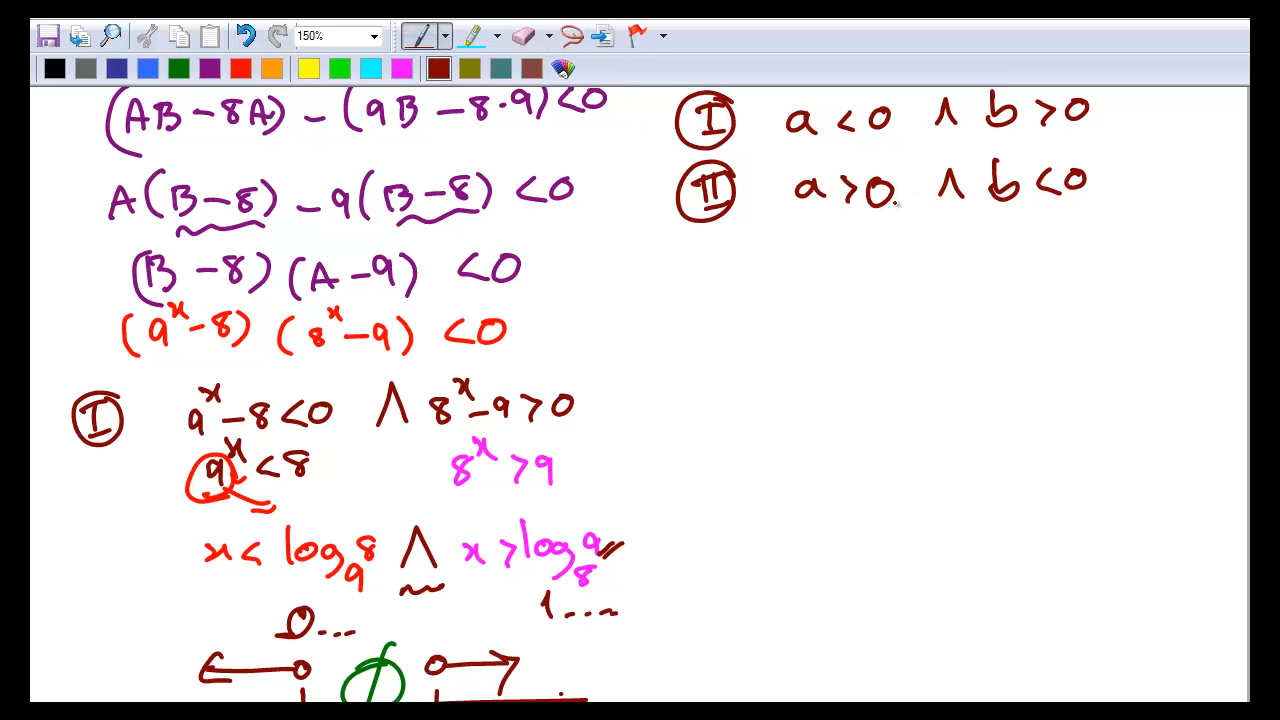 150%
(AB - 8A) - (9B - 8·9) < 0
A(B - 8) - 9(B - 8) < 0
(B - 8) (A - 9) < 0
(9^x - 8) (8^x - 9) < 0
I 9^x - 8 < 0 ∧ 8^x - 9 > 0
9^x < 8 8^x > 9
x < log_9 8 ∧ x > log_8 9
0... 1....
∅
I a < 0 ∧ b > 0
II a > 0 ∧ b < 0